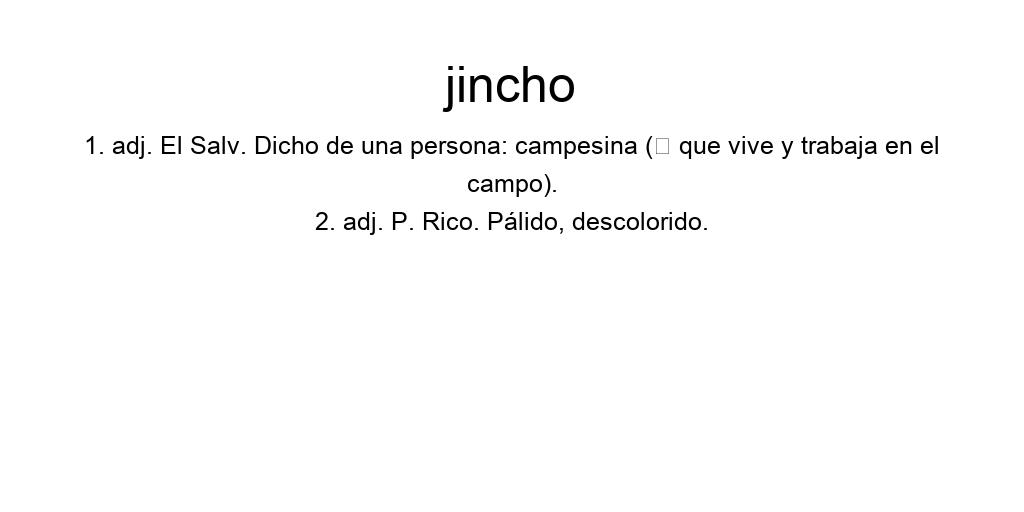 jincho
1. adj. El Salv. Dicho de una persona: campesina (□ que vive y trabaja en el
campo).
2. adj. P. Rico. Pálido, descolorido.